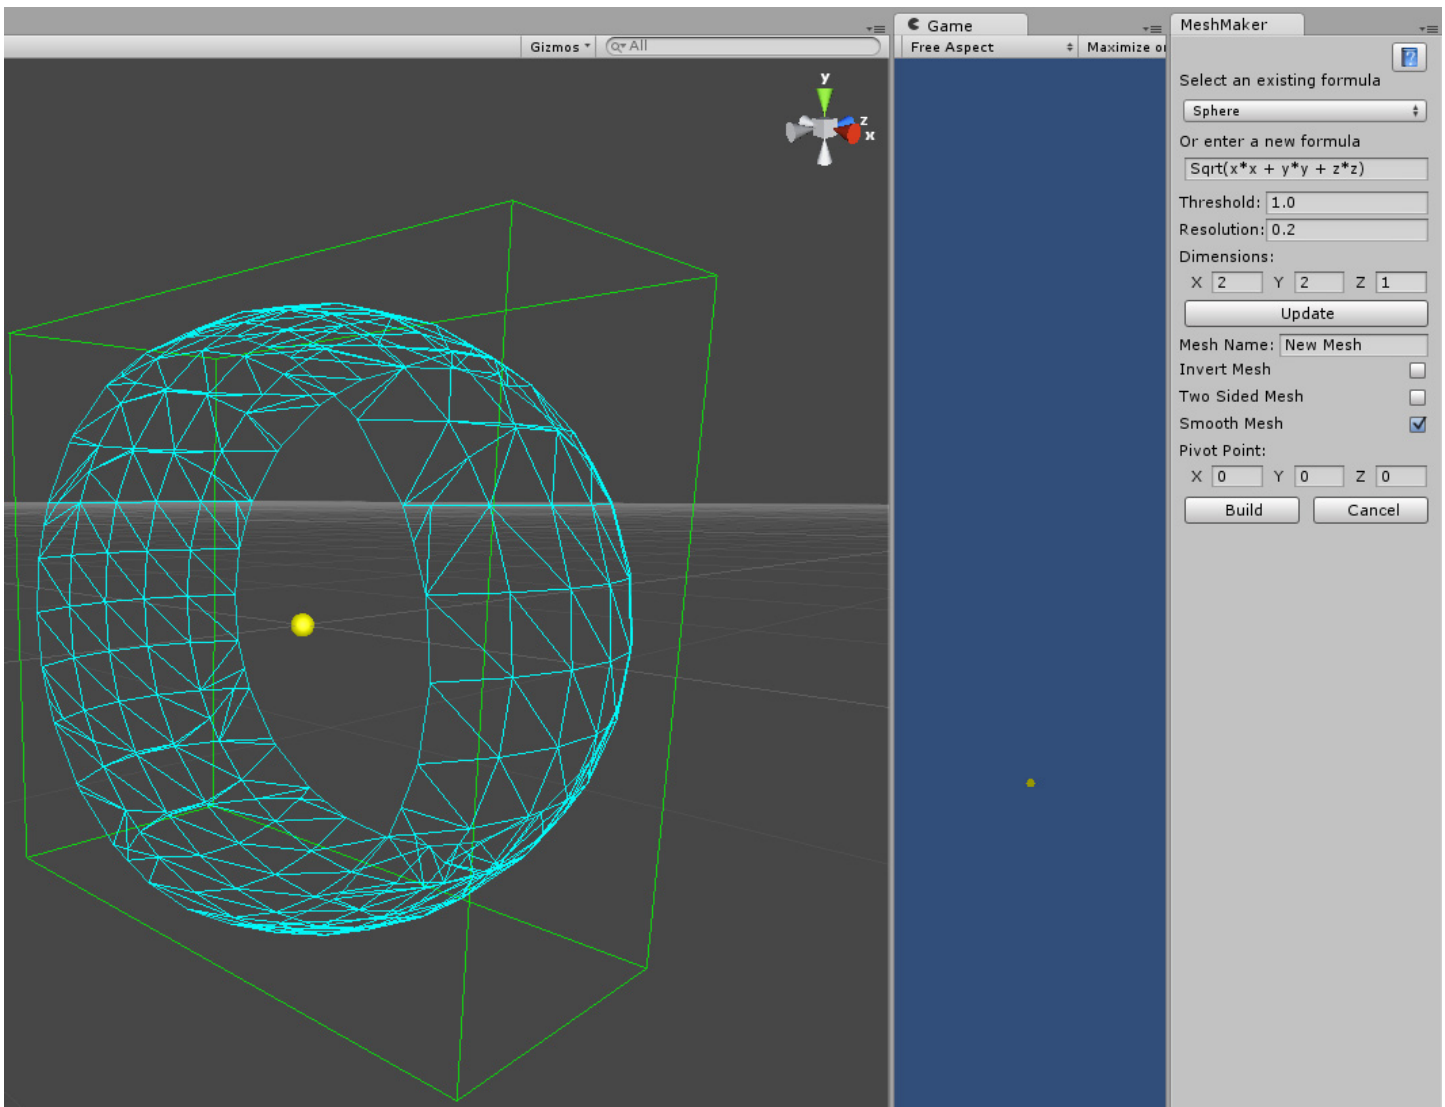 Game
MeshMaker
Gizmos
All
Free Aspect
Maximize o
y
z
x
Select an existing formula
Sphere
Or enter a new formula
Sqrt(x*x + y*y + z*z)
Threshold: 1.0
Resolution: 0.2
Dimensions:
X 2 Y 2 Z 1
Update
Mesh Name: New Mesh
Invert Mesh
Two Sided Mesh
Smooth Mesh
Pivot Point:
X 0 Y 0 Z 0
Build Cancel